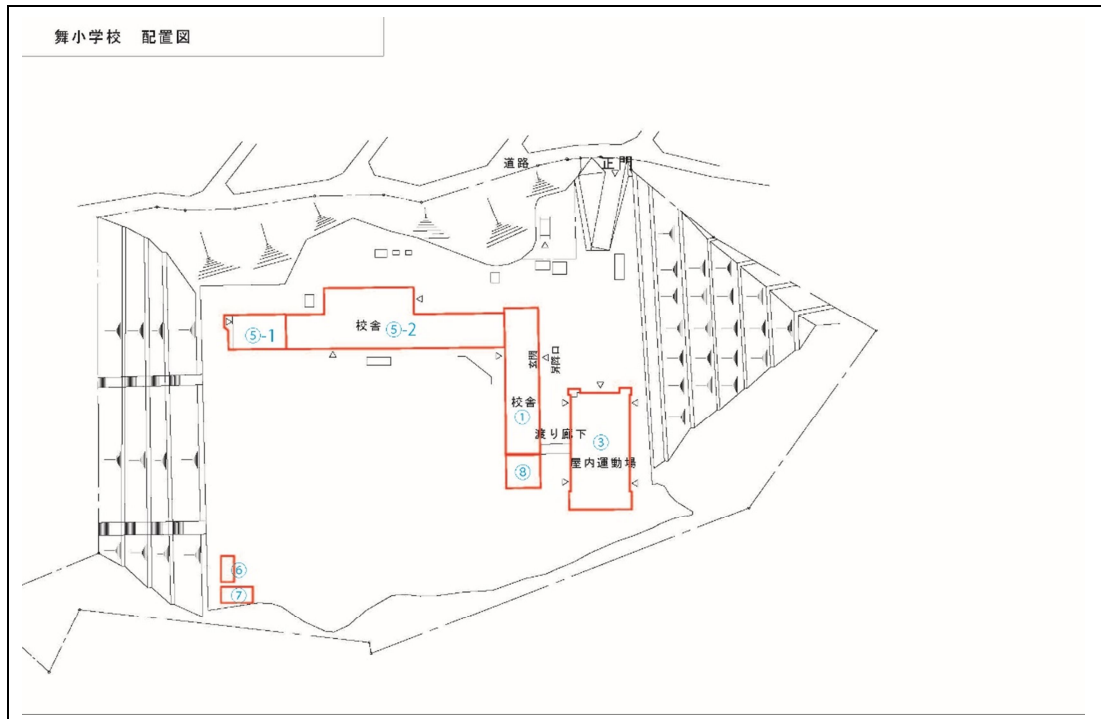 舞小学校 配置図
道路
正門
⑤-1
校舎 ⑤-2
玄関
昇降口
校舎
①
渡り廊下
③
屋内運動場
⑧
⑥
⑦